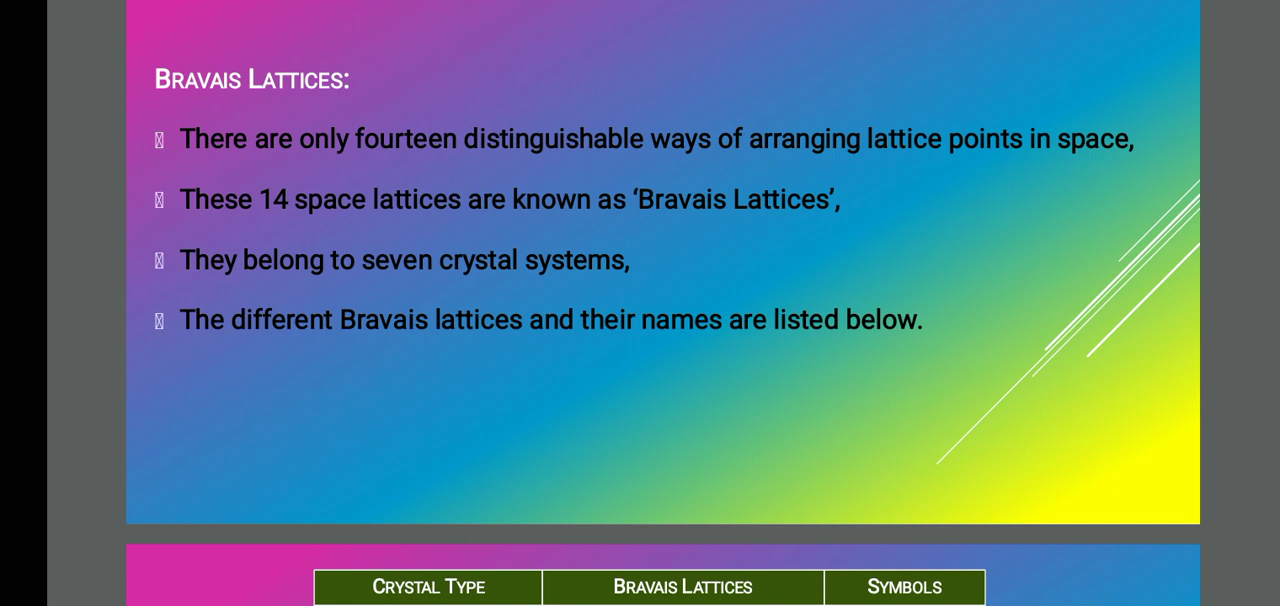 BRAVAIS LATTICES:
There are only fourteen distinguishable ways of arranging lattice points in space,
These 14 space lattices are known as ‘Bravais Lattices’,
They belong to seven crystal systems,
The different Bravais lattices and their names are listed below.
CRYSTAL TYPE BRAVAIS LATTICES SYMBOLS